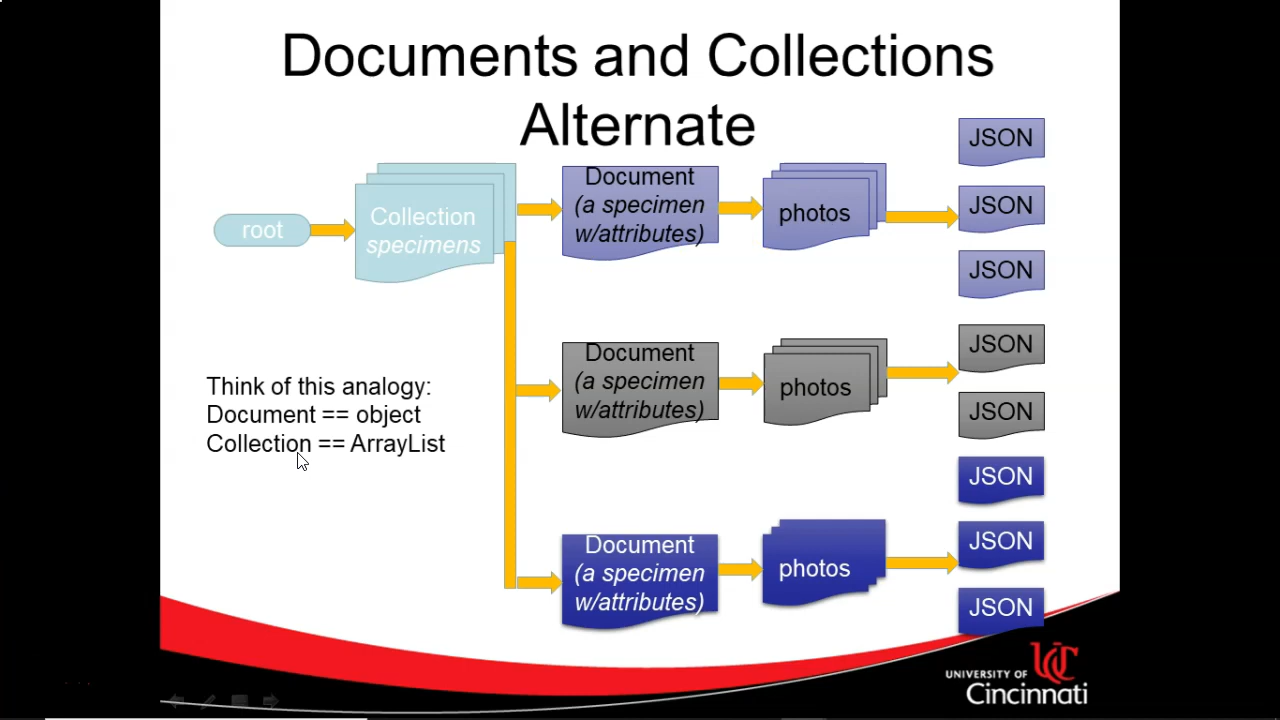 Documents and Collections
Alternate
root
Collection
specimens
Document
(a specimen
w/attributes)
photos
JSON
JSON
JSON
Document
(a specimen
w/attributes)
photos
JSON
JSON
Document
(a specimen
w/attributes)
photos
JSON
JSON
JSON
Think of this analogy:
Document == object
Collection == ArrayList
UNIVERSITY OF
Cincinnati
UC